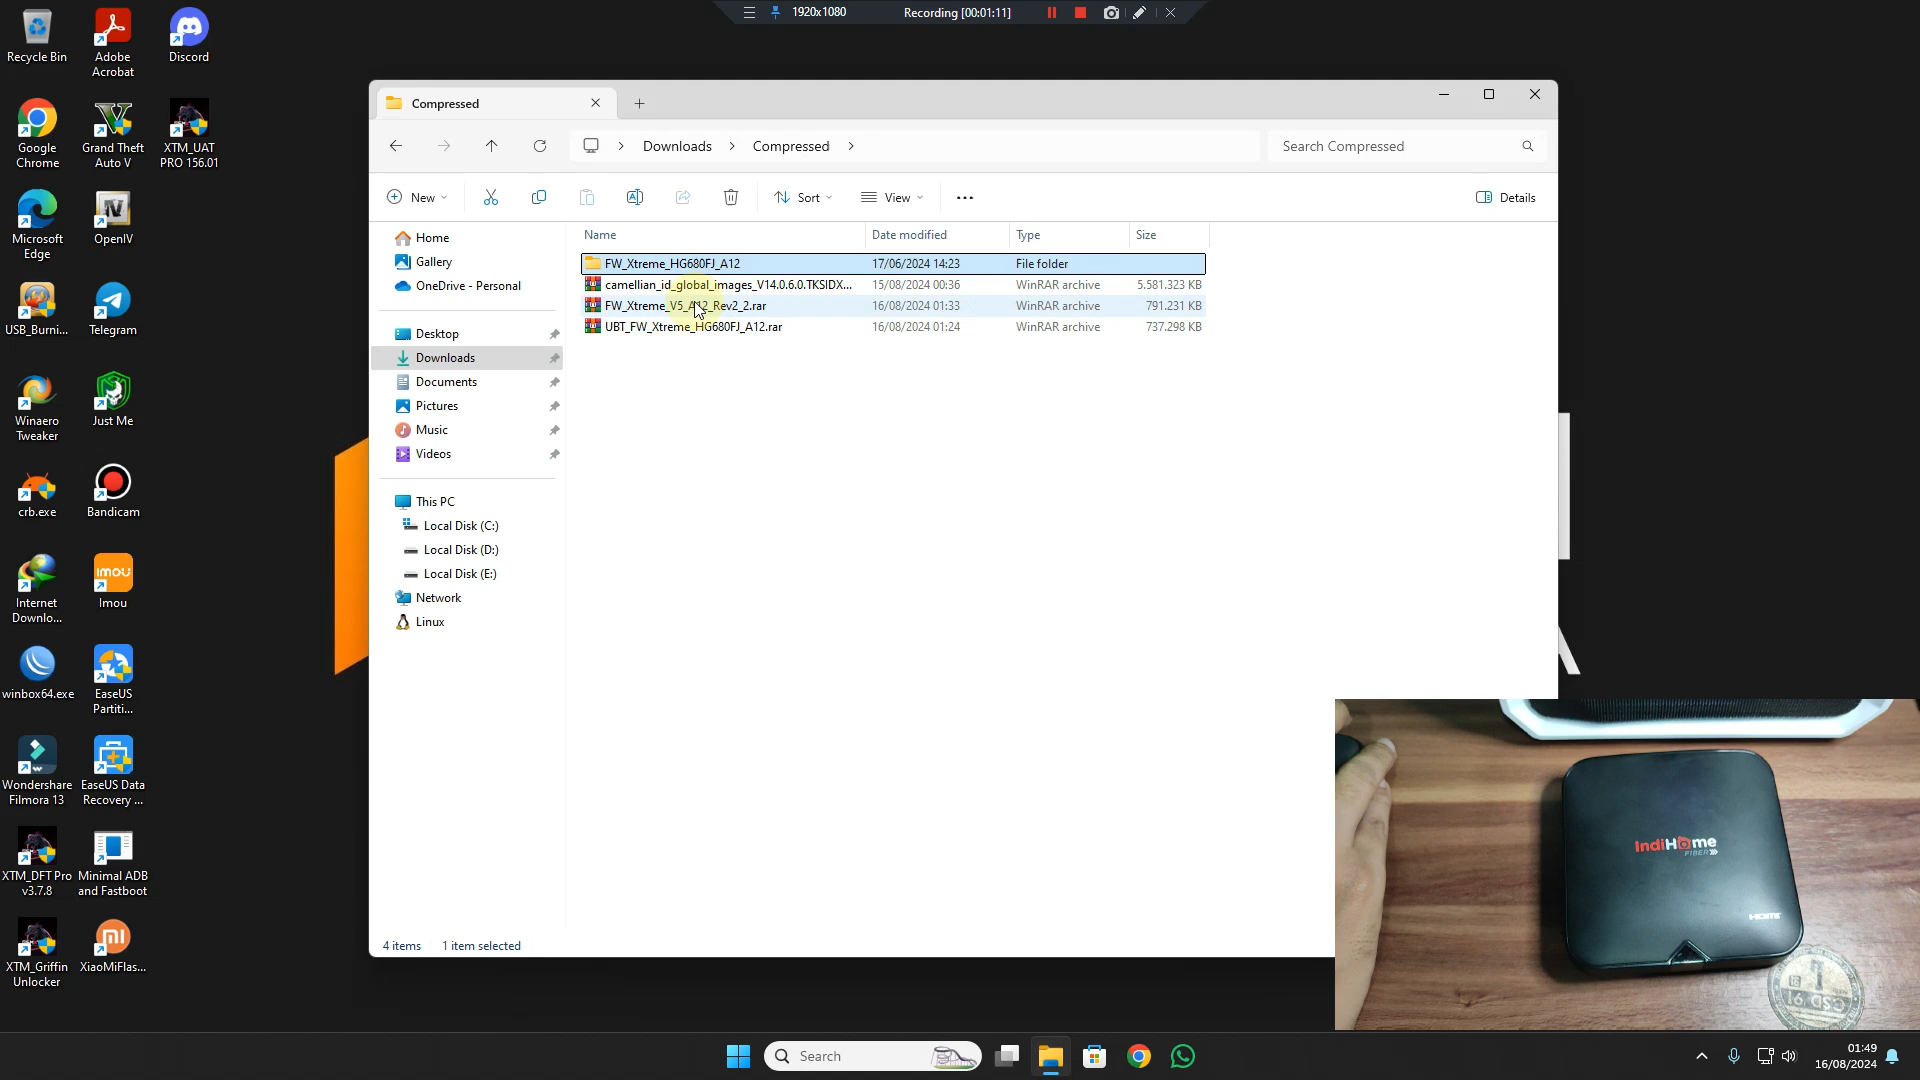 1920x1080
Recording [00:01:11]
Recycle Bin
Adobe
Acrobat
Discord
Google
Chrome
Grand Theft
Auto V
XTM_UAT
PRO 156.01
Microsoft
Edge
OpenIV
USB_Burni...
Telegram
Winaero
Tweaker
Just Me
crb.exe
Bandicam
Internet
Downlo...
imou
Imou
winbox64.exe
EaseUS
Partiti...
Wondershare
Filmora 13
EaseUS Data
Recovery ...
XTM_DFT Pro
v3.7.8
Minimal ADB
and Fastboot
XTM_Griffin
Unlocker
XiaoMiFlas...
Compressed
Downloads
Compressed
Search Compressed
New
Sort
View
Details
Home
Gallery
OneDrive - Personal
Desktop
Downloads
Documents
Pictures
Music
Videos
This PC
Local Disk (C:)
Local Disk (D:)
Local Disk (E:)
Network
Linux
Name Date modified Type Size
FW_Xtreme_HG680FJ_A12 17/06/2024 14:23 File folder
camellian_id_global_images_V14.0.6.0.TKSIDX... 15/08/2024 00:36 WinRAR archive 5.581.323 KB
FW_Xtreme_V5_A12_Rev2_2.rar 16/08/2024 01:33 WinRAR archive 791.231 KB
UBT_FW_Xtreme_HG680FJ_A12.rar 16/08/2024 01:24 WinRAR archive 737.298 KB
4 items 1 item selected
IndiHome
FIBER
HDMI
Search
01:49
16/08/2024